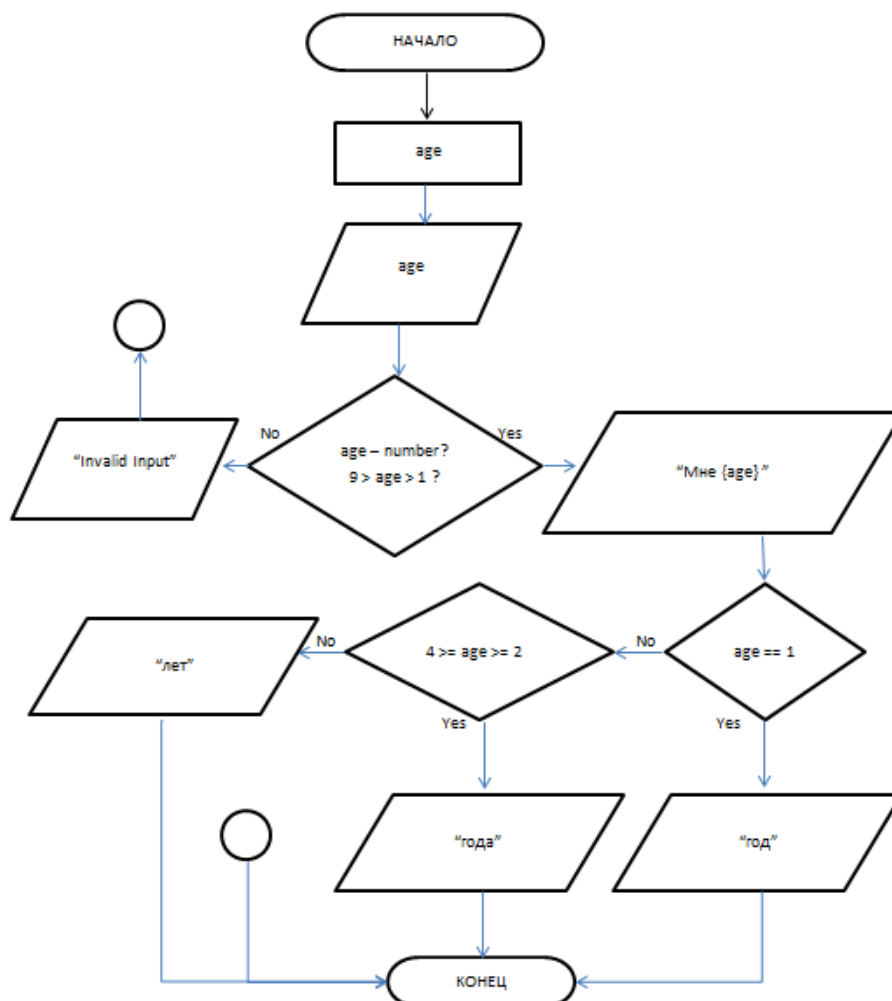 НАЧАЛО
age
age
No
Yes
"Invalid Input"
age – number?
9 > age > 1 ?
"Мне {age} "
"лет"
No
4 >= age >= 2
No
age == 1
Yes
Yes
"года"
"год"
КОНЕЦ